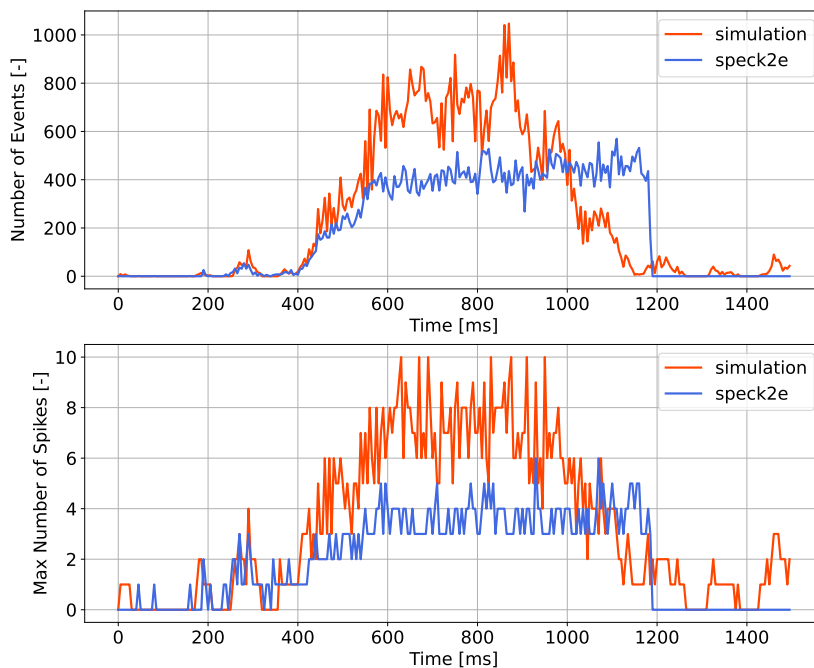 Number of Events [-]
1000
800
600
400
200
0
simulation
speck2e
0 200 400 600 800 1000 1200 1400
Time [ms]
Max Number of Spikes [-]
10
8
6
4
2
0
simulation
speck2e
0 200 400 600 800 1000 1200 1400
Time [ms]